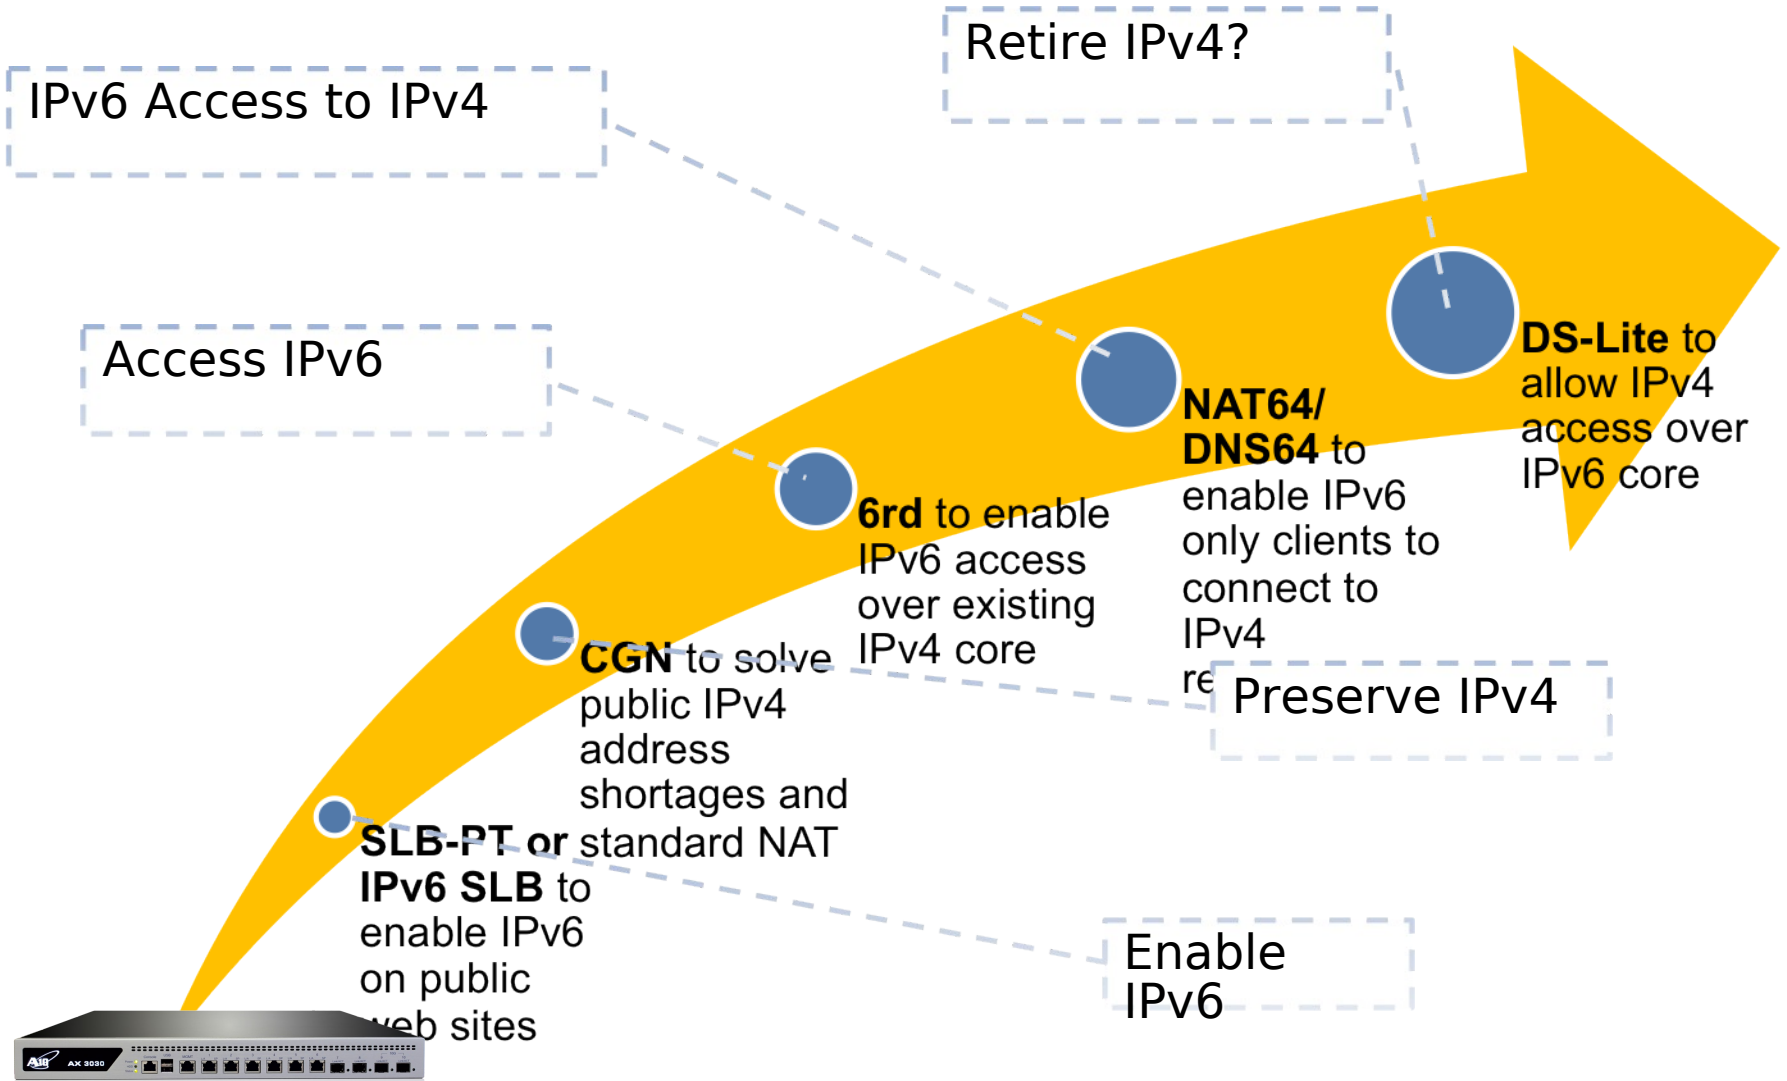 Retire IPv4?
IPv6 Access to IPv4
Access IPv6
DS-Lite to
allow IPv4
access over
IPv6 core
NAT64/
DNS64 to
enable IPv6
only clients to
connect to
IPv4
re
6rd to enable
IPv6 access
over existing
IPv4 core
Preserve IPv4
CGN to solve
public IPv4
address
shortages and
standard NAT
SLB-PT or
IPv6 SLB to
enable IPv6
on public
web sites
Enable
IPv6
A10
AX 3030